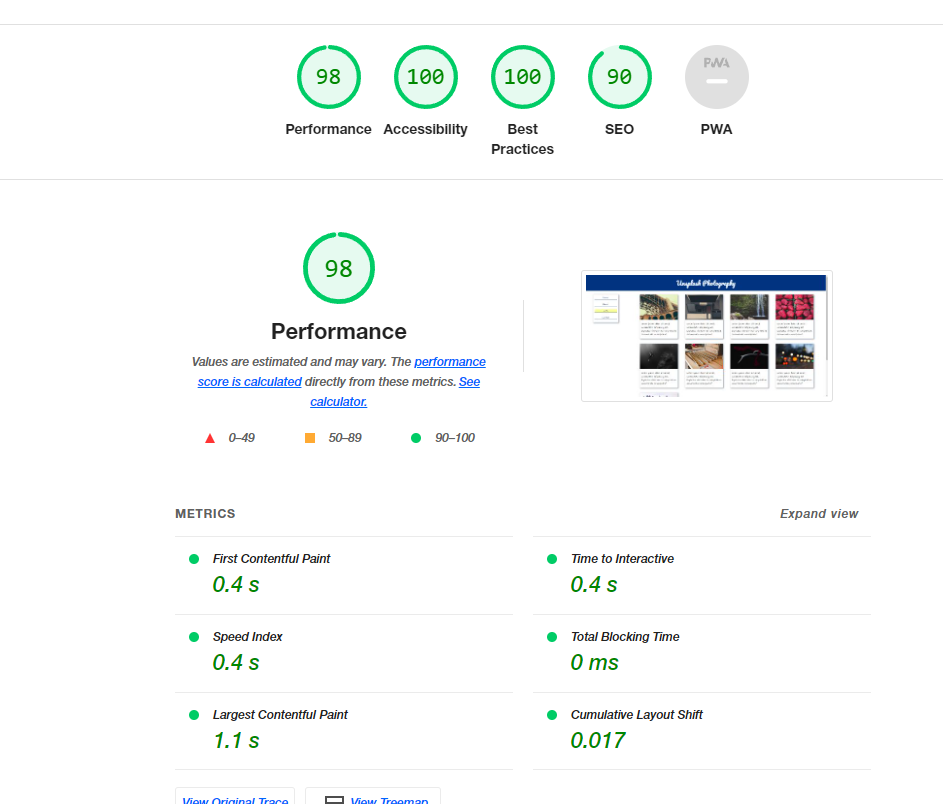 98
100
100
90
PWA
Performance
Accessibility
Best
Practices
SEO
PWA
98
Performance
Values are estimated and may vary. The performance
score is calculated directly from these metrics. See
calculator.
0–49
50–89
90–100
Unsplash Photography
METRICS
Expand view
First Contentful Paint
0.4 s
Time to Interactive
0.4 s
Speed Index
0.4 s
Total Blocking Time
0 ms
Largest Contentful Paint
1.1 s
Cumulative Layout Shift
0.017
View Original Trace
View Treemap